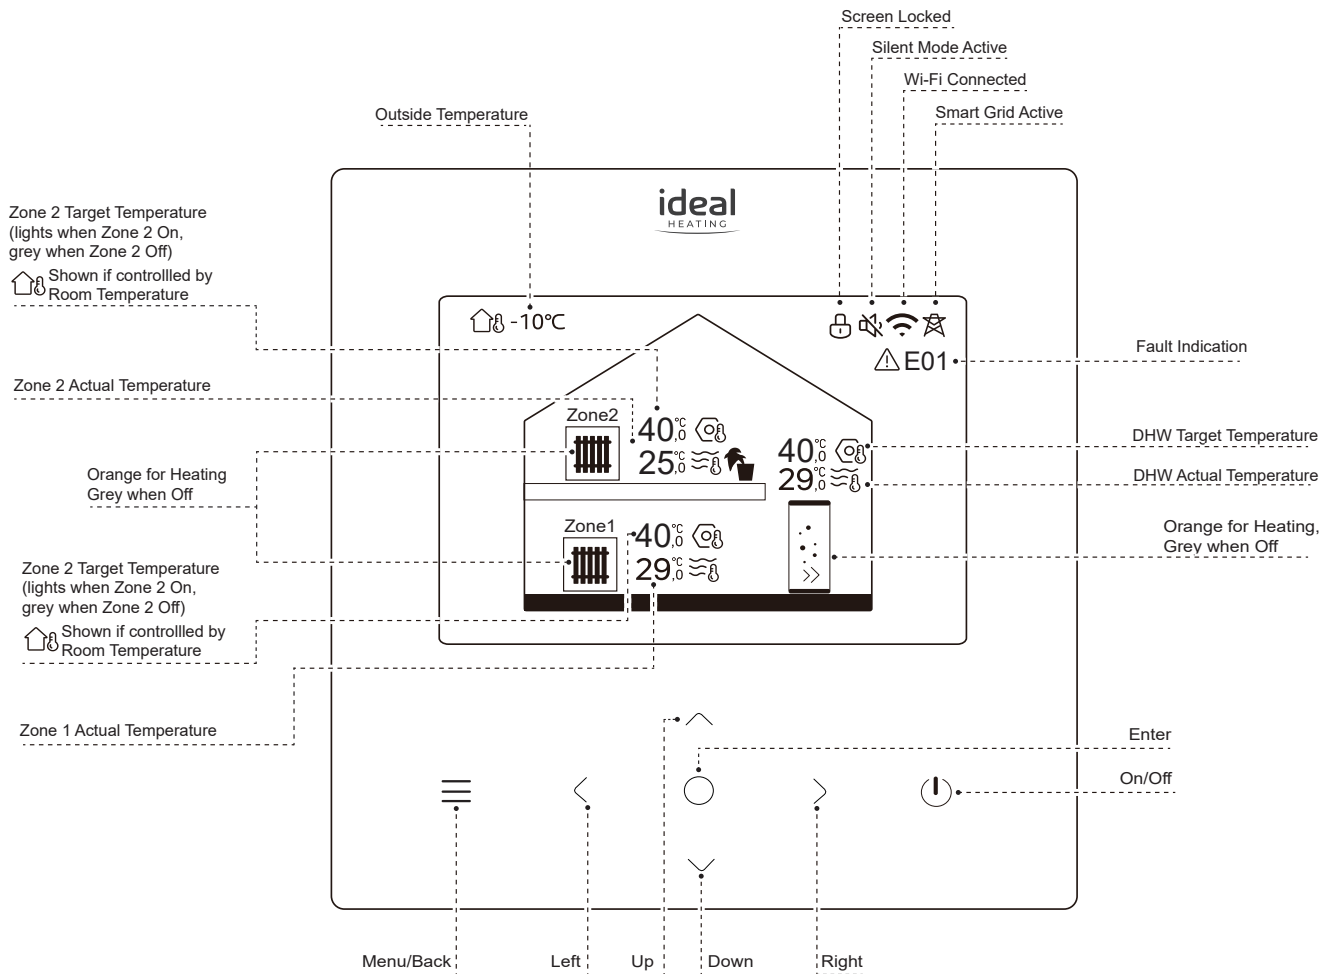 Screen Locked
Silent Mode Active
Wi-Fi Connected
Smart Grid Active
Outside Temperature
ideal
HEATING
Zone 2 Target Temperature
(lights when Zone 2 On,
grey when Zone 2 Off)
Shown if controllled by
Room Temperature
-10°C
E01
Fault Indication
Zone 2 Actual Temperature
Zone2
40,0 °C
25,0 °C
40,0 °C
29,0 °C
DHW Target Temperature
DHW Actual Temperature
Orange for Heating
Grey when Off
Zone1
40,0 °C
29,0 °C
Orange for Heating,
Grey when Off
Zone 2 Target Temperature
(lights when Zone 2 On,
grey when Zone 2 Off)
Shown if controllled by
Room Temperature
Zone 1 Actual Temperature
Enter
On/Off
Menu/Back
Left
Up
Down
Right